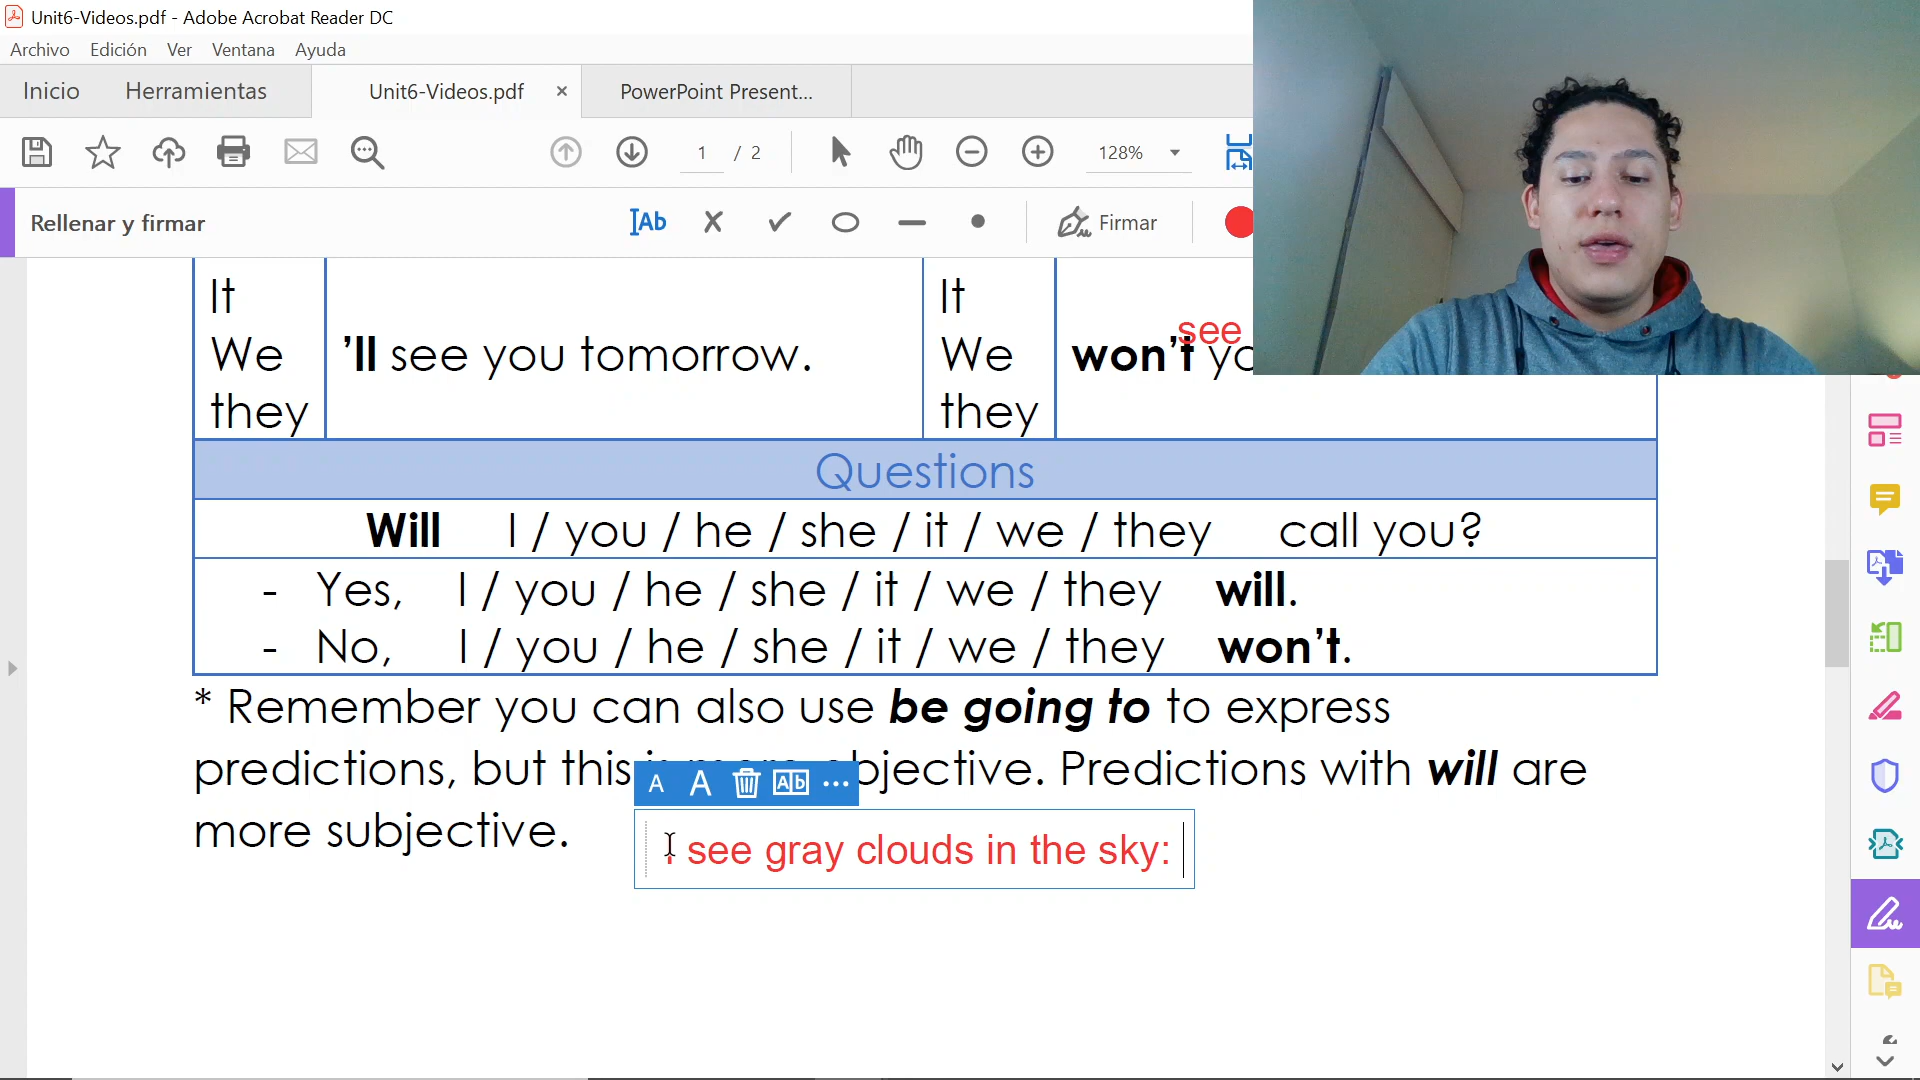 Unit6-Videos.pdf - Adobe Acrobat Reader DC
Archivo Edición Ver Ventana Ayuda
Inicio Herramientas Unit6-Videos.pdf × PowerPoint Present...
1 / 2 128%
Rellenar y firmar Ab Firmar
It It
see
We 'll see you tomorrow. We won't
they they
Questions
Will I / you / he / she / it / we / they call you?
- Yes, I / you / he / she / it / we / they will.
- No, I / you / he / she / it / we / they won't.
* Remember you can also use be going to to express
predictions, but this Predictions with will are
A A Ab ...
more subjective.
see gray clouds in the sky: